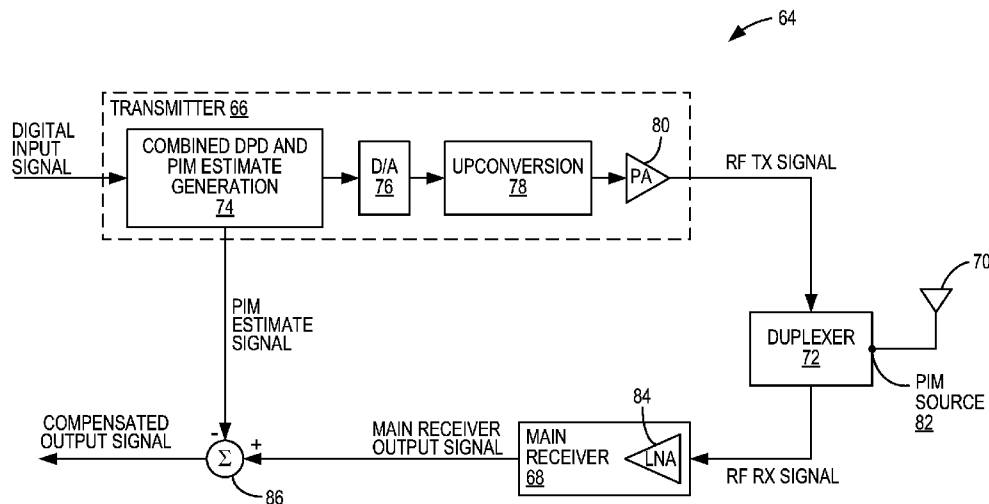 64
TRANSMITTER 66
DIGITAL
INPUT
SIGNAL
COMBINED DPD AND
PIM ESTIMATE
GENERATION
74
D/A
76
UPCONVERSION
78
80
PA
RF TX SIGNAL
70
PIM
ESTIMATE
SIGNAL
DUPLEXER
72
PIM
SOURCE
82
COMPENSATED
OUTPUT SIGNAL
-
+
Σ
86
MAIN RECEIVER
OUTPUT SIGNAL
84
MAIN
RECEIVER
68
LNA
RF RX SIGNAL